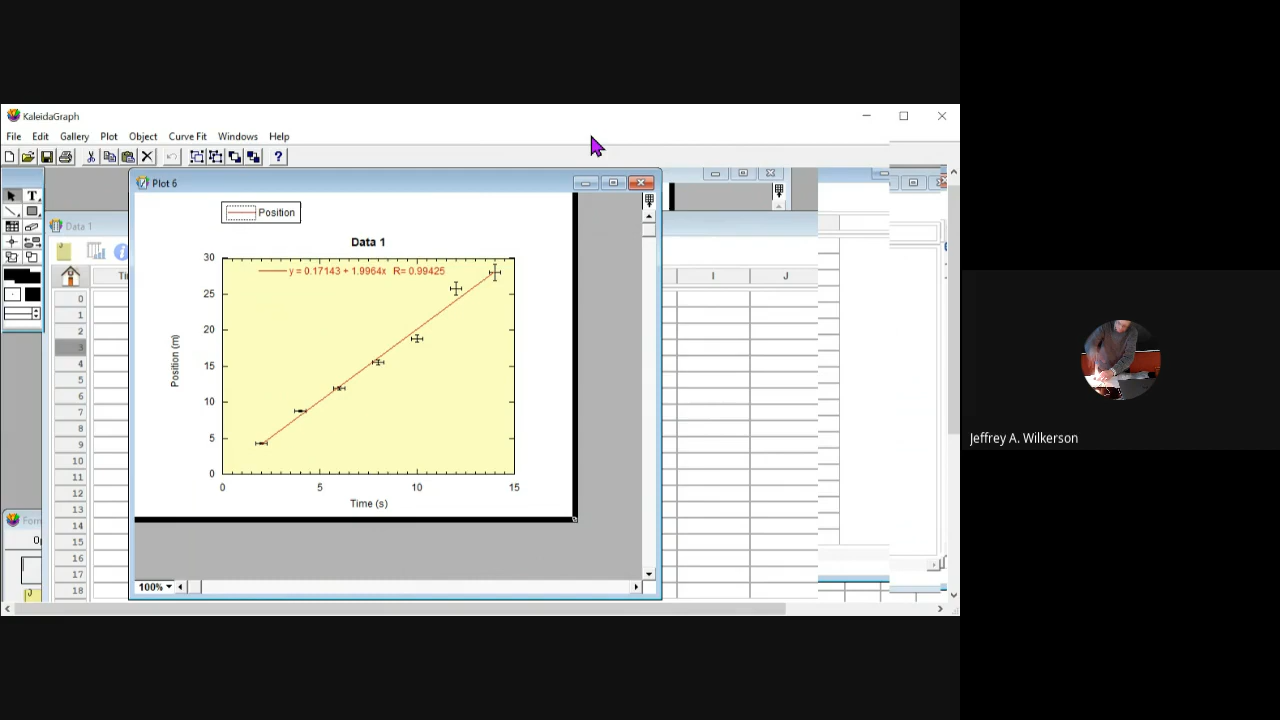 KaleidaGraph
File Edit Gallery Plot Object Curve Fit Windows Help
?
T
Plot 6
Position
Data 1
y = 0.17143 + 1.9964x R= 0.99425
30
25
20
15
10
5
0
0 5 10 15
Position (m)
Time (s)
100%
Data 1
I J
0
1
2
3
4
5
6
7
8
9
10
11
12
13
14
15
16
17
18
Jeffrey A. Wilkerson